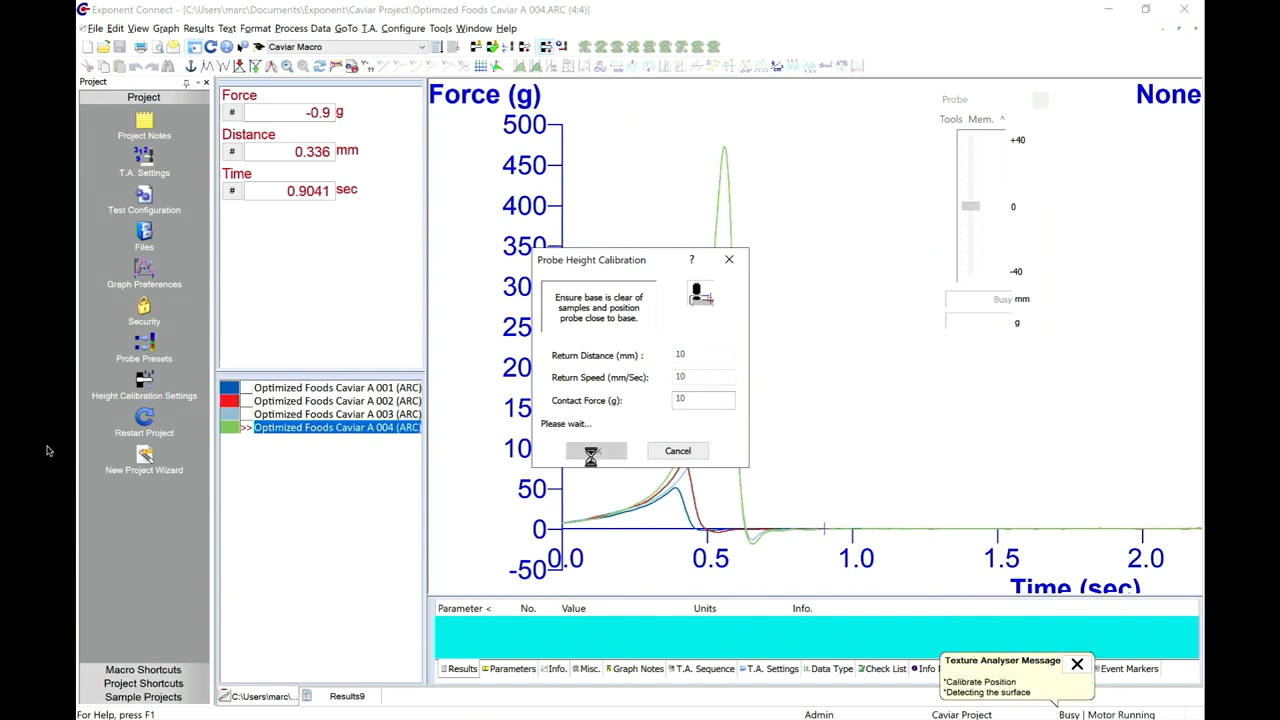 Exponent Connect - [C:\Users\marc\Documents\Exponent\Caviar Project\Optimized Foods Caviar A 004.ARC (4:4)]
File Edit View Graph Results Text Format Process Data GoTo T.A. Configure Tools Window Help
Caviar Macro
Project
Project
Project Notes
T.A. Settings
Test Configuration
Files
Graph Preferences
Security
Probe Presets
Height Calibration Settings
Restart Project
New Project Wizard
Macro Shortcuts
Project Shortcuts
Sample Projects
Force
# -0.9 g
Distance
# 0.336 mm
Time
# 0.9041 sec
Optimized Foods Caviar A 001 (ARC)
Optimized Foods Caviar A 002 (ARC)
Optimized Foods Caviar A 003 (ARC)
>> Optimized Foods Caviar A 004 (ARC)
Force (g)
None
500
450
400
350
50
0
-50
0.0 0.5 1.0 1.5 2.0
Time (sec)
Probe
Tools Mem. ^
+40
0
-40
Busy mm
g
Probe Height Calibration ?
Ensure base is clear of
samples and position
probe close to base.
Return Distance (mm) : 10
Return Speed (mm/Sec): 10
Contact Force (g): 10
Please wait...
Cancel
Parameter < No. Value Units Info.
Results Parameters Info. Misc. Graph Notes T.A. Sequence T.A. Settings Data Type Check List Event Markers
Texture Analyser Message
*Calibrate Position
*Detecting the surface
C:\Users\marc\... Results9
For Help, press F1
Admin Caviar Project Busy | Motor Running